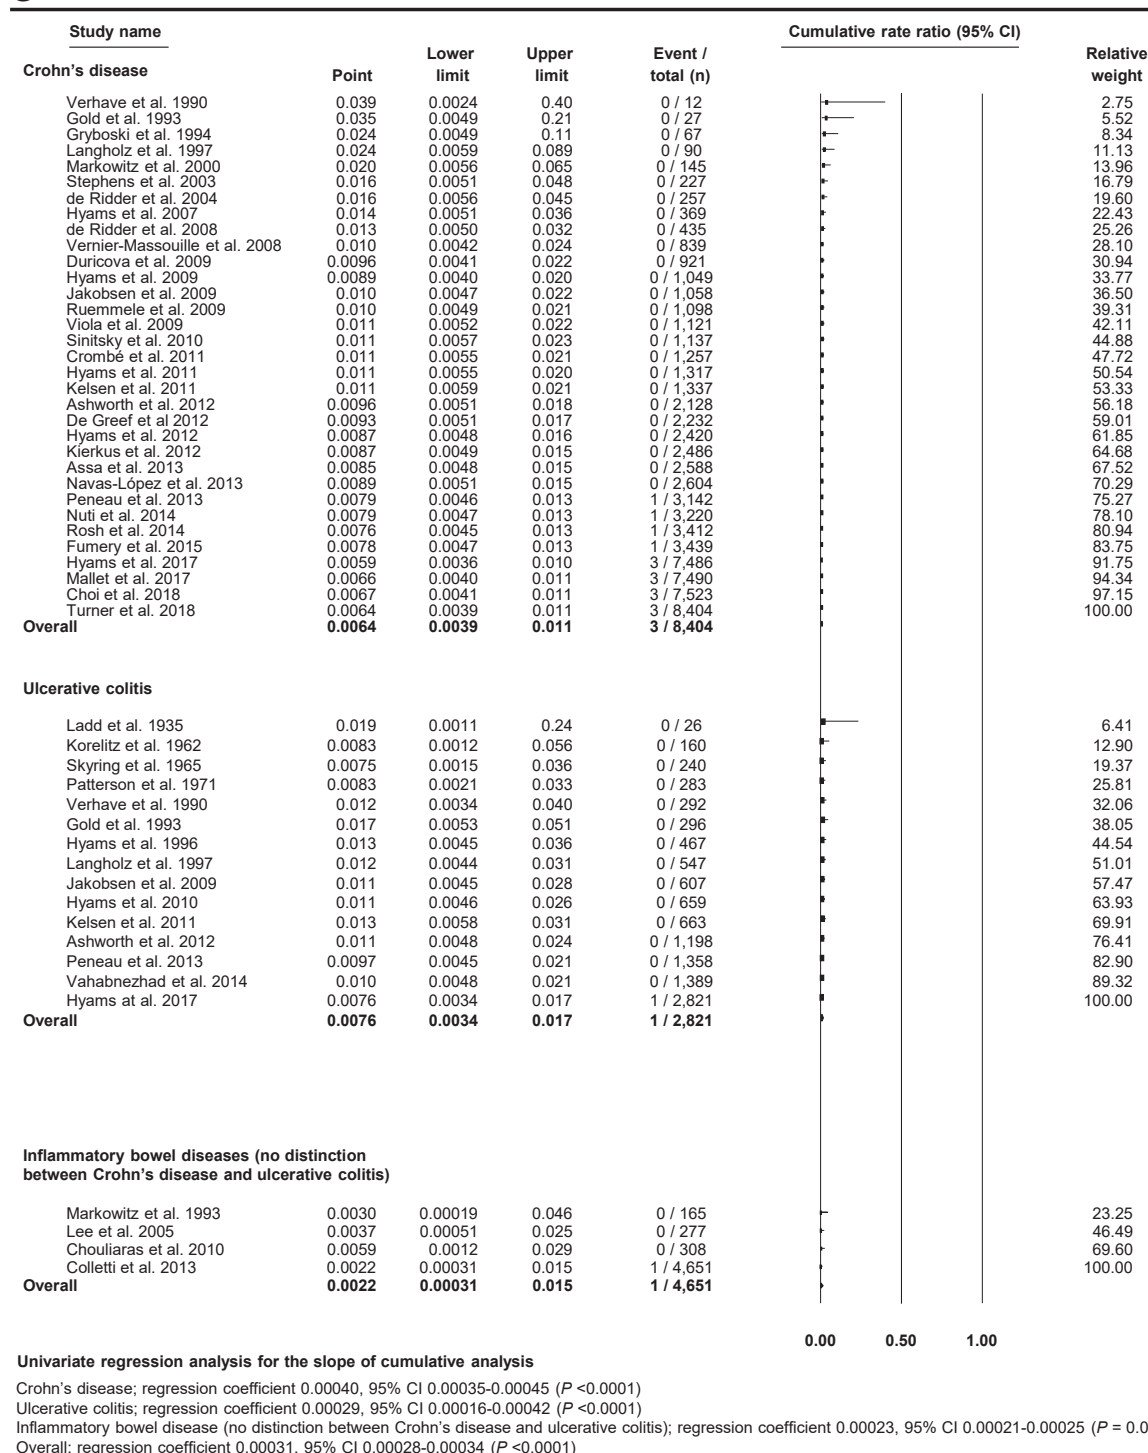 Study name Cumulative rate ratio (95% CI)
Lower Upper Event / Relative
Crohn's disease Point limit limit total (n) weight
Verhave et al. 1990 0.039 0.0024 0.40 0 / 12 2.75
Gold et al. 1993 0.035 0.0049 0.21 0 / 27 5.52
Gryboski et al. 1994 0.024 0.0049 0.11 0 / 67 8.34
Langholz et al. 1997 0.024 0.0059 0.089 0 / 90 11.13
Markowitz et al. 2000 0.020 0.0056 0.065 0 / 145 13.96
Stephens et al. 2003 0.016 0.0051 0.048 0 / 227 16.79
de Ridder et al. 2004 0.016 0.0056 0.045 0 / 257 19.60
Hyams et al. 2007 0.014 0.0051 0.036 0 / 369 22.43
de Ridder et al. 2008 0.013 0.0050 0.032 0 / 435 25.26
Vernier-Massouille et al. 2008 0.010 0.0042 0.024 0 / 839 28.10
Duricova et al. 2009 0.0096 0.0041 0.022 0 / 921 30.94
Hyams et al. 2009 0.0089 0.0040 0.020 0 / 1,049 33.77
Jakobsen et al. 2009 0.010 0.0047 0.022 0 / 1,058 36.50
Ruemmele et al. 2009 0.010 0.0049 0.021 0 / 1,098 39.31
Viola et al. 2009 0.011 0.0052 0.022 0 / 1,121 42.11
Sinitsky et al. 2010 0.011 0.0057 0.023 0 / 1,137 44.88
Crombé et al. 2011 0.011 0.0055 0.021 0 / 1,257 47.72
Hyams et al. 2011 0.011 0.0055 0.020 0 / 1,317 50.54
Kelsen et al. 2011 0.011 0.0059 0.021 0 / 1,337 53.33
Ashworth et al. 2012 0.0096 0.0051 0.018 0 / 2,128 56.18
De Greef et al 2012 0.0093 0.0051 0.017 0 / 2,232 59.01
Hyams et al. 2012 0.0087 0.0048 0.016 0 / 2,420 61.85
Kierkus et al. 2012 0.0087 0.0049 0.015 0 / 2,486 64.68
Assa et al. 2013 0.0085 0.0048 0.015 0 / 2,588 67.52
Navas-López et al. 2013 0.0089 0.0051 0.015 0 / 2,604 70.29
Peneau et al. 2013 0.0079 0.0046 0.013 1 / 3,142 75.27
Nuti et al. 2014 0.0079 0.0047 0.013 1 / 3,220 78.10
Rosh et al. 2014 0.0076 0.0045 0.013 1 / 3,412 80.94
Fumery et al. 2015 0.0078 0.0047 0.013 1 / 3,439 83.75
Hyams et al. 2017 0.0059 0.0036 0.010 3 / 7,486 91.75
Mallet et al. 2017 0.0066 0.0040 0.011 3 / 7,490 94.34
Choi et al. 2018 0.0067 0.0041 0.011 3 / 7,523 97.15
Turner et al. 2018 0.0064 0.0039 0.011 3 / 8,404 100.00
Overall 0.0064 0.0039 0.011 3 / 8,404
Ulcerative colitis
Ladd et al. 1935 0.019 0.0011 0.24 0 / 26 6.41
Korelitz et al. 1962 0.0083 0.0012 0.056 0 / 160 12.90
Skyring et al. 1965 0.0075 0.0015 0.036 0 / 240 19.37
Patterson et al. 1971 0.0083 0.0021 0.033 0 / 283 25.81
Verhave et al. 1990 0.012 0.0034 0.040 0 / 292 32.06
Gold et al. 1993 0.017 0.0053 0.051 0 / 296 38.05
Hyams et al. 1996 0.013 0.0045 0.036 0 / 467 44.54
Langholz et al. 1997 0.012 0.0044 0.031 0 / 547 51.01
Jakobsen et al. 2009 0.011 0.0045 0.028 0 / 607 57.47
Hyams et al. 2010 0.011 0.0046 0.026 0 / 659 63.93
Kelsen et al. 2011 0.013 0.0058 0.031 0 / 663 69.91
Ashworth et al. 2012 0.011 0.0048 0.024 0 / 1,198 76.41
Peneau et al. 2013 0.0097 0.0045 0.021 0 / 1,358 82.90
Vahabnezhad et al. 2014 0.010 0.0048 0.021 0 / 1,389 89.32
Hyams at al. 2017 0.0076 0.0034 0.017 1 / 2,821 100.00
Overall 0.0076 0.0034 0.017 1 / 2,821
Inflammatory bowel diseases (no distinction
between Crohn's disease and ulcerative colitis)
Markowitz et al. 1993 0.0030 0.00019 0.046 0 / 165 23.25
Lee et al. 2005 0.0037 0.00051 0.025 0 / 277 46.49
Chouliaras et al. 2010 0.0059 0.0012 0.029 0 / 308 69.60
Colletti et al. 2013 0.0022 0.00031 0.015 1 / 4,651 100.00
Overall 0.0022 0.00031 0.015 1 / 4,651
0.00 0.50 1.00
Univariate regression analysis for the slope of cumulative analysis
Crohn's disease; regression coefficient 0.00040, 95% CI 0.00035-0.00045 (P <0.0001)
Ulcerative colitis; regression coefficient 0.00029, 95% CI 0.00016-0.00042 (P <0.0001)
Inflammatory bowel disease (no distinction between Crohn's disease and ulcerative colitis); regression coefficient 0.00023, 95% CI 0.00021-0.00025 (P = 0.0
Overall; regression coefficient 0.00031, 95% CI 0.00028-0.00034 (P <0.0001)